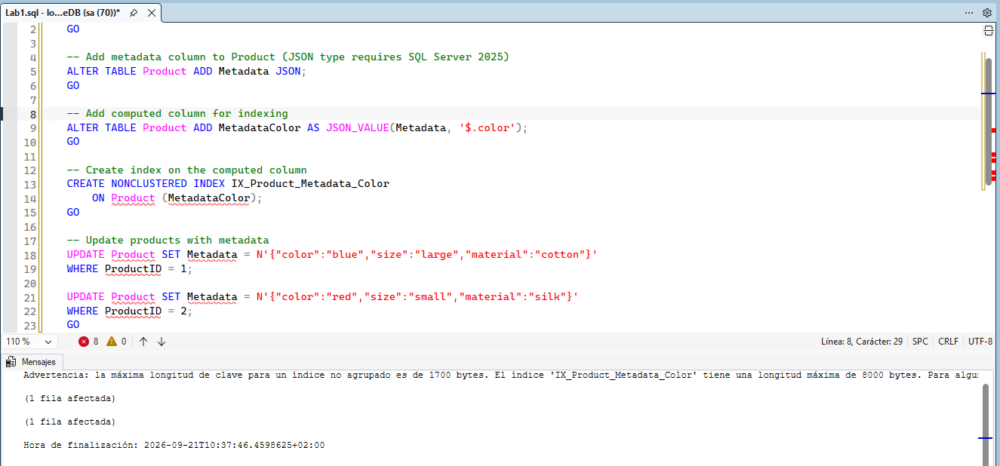 Lab1.sql - lo...eDB (sa (70))*
2 GO
3
4 -- Add metadata column to Product (JSON type requires SQL Server 2025)
5 ALTER TABLE Product ADD Metadata JSON;
6 GO
7
8 -- Add computed column for indexing
9 ALTER TABLE Product ADD MetadataColor AS JSON_VALUE(Metadata, '$.color');
10 GO
11
12 -- Create index on the computed column
13 CREATE NONCLUSTERED INDEX IX_Product_Metadata_Color
14 ON Product (MetadataColor);
15 GO
16
17 -- Update products with metadata
18 UPDATE Product SET Metadata = N'{"color":"blue","size":"large","material":"cotton"}'
19 WHERE ProductID = 1;
20
21 UPDATE Product SET Metadata = N'{"color":"red","size":"small","material":"silk"}'
22 WHERE ProductID = 2;
23 GO
110 % 8 0 Línea: 8, Carácter: 29 SPC CRLF UTF-8
Mensajes
Advertencia: la máxima longitud de clave para un índice no agrupado es de 1700 bytes. El índice 'IX_Product_Metadata_Color' tiene una longitud máxima de 8000 bytes. Para algu
(1 fila afectada)
(1 fila afectada)
Hora de finalización: 2026-09-21T10:37:46.4598625+02:00